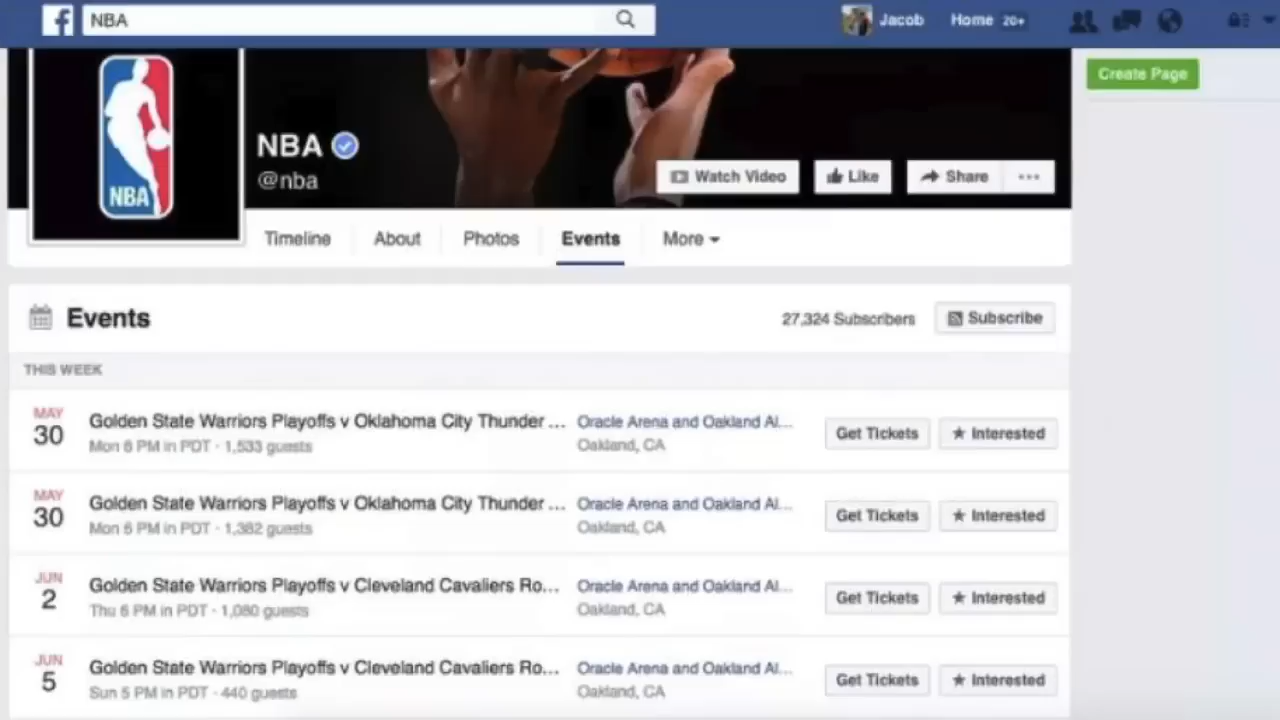 NBA
Jacob
Home 20+
Create Page
NBA
NBA
@nba
Watch Video
Like
Share
Timeline
About
Photos
Events
More
Events
27,324 Subscribers
Subscribe
THIS WEEK
MAY
30
Golden State Warriors Playoffs v Oklahoma City Thunder ...
Mon 6 PM in PDT · 1,533 guests
Oracle Arena and Oakland Al...
Oakland, CA
Get Tickets
Interested
MAY
30
Golden State Warriors Playoffs v Oklahoma City Thunder ...
Mon 6 PM in PDT · 1,382 guests
Oracle Arena and Oakland Al...
Oakland, CA
Get Tickets
Interested
JUN
2
Golden State Warriors Playoffs v Cleveland Cavaliers Ro...
Thu 6 PM in PDT · 1,080 guests
Oracle Arena and Oakland Al...
Oakland, CA
Get Tickets
Interested
JUN
5
Golden State Warriors Playoffs v Cleveland Cavaliers Ro...
Sun 5 PM in PDT · 440 guests
Oracle Arena and Oakland Al...
Oakland, CA
Get Tickets
Interested